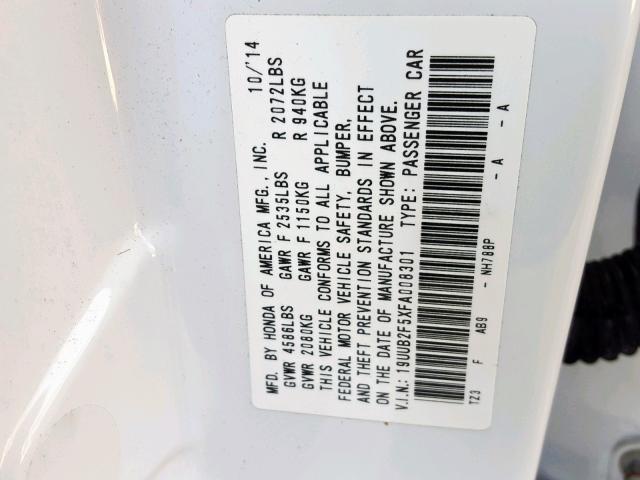 MFD. BY HONDA OF AMERICA MFG., INC. 10/'14
GVWR 4586LBS GAWR F 2535LBS R 2072LBS
GVWR 2080KG GAWR F 1150KG R 940KG
THIS VEHICLE CONFORMS TO ALL APPLICABLE
FEDERAL MOTOR VEHICLE SAFETY, BUMPER,
AND THEFT PREVENTION STANDARDS IN EFFECT
ON THE DATE OF MANUFACTURE SHOWN ABOVE.
V.I.N.: 19UUB2F5XFA008301 TYPE: PASSENGER CAR
TZ3 F AB9 - NH788P - A - A